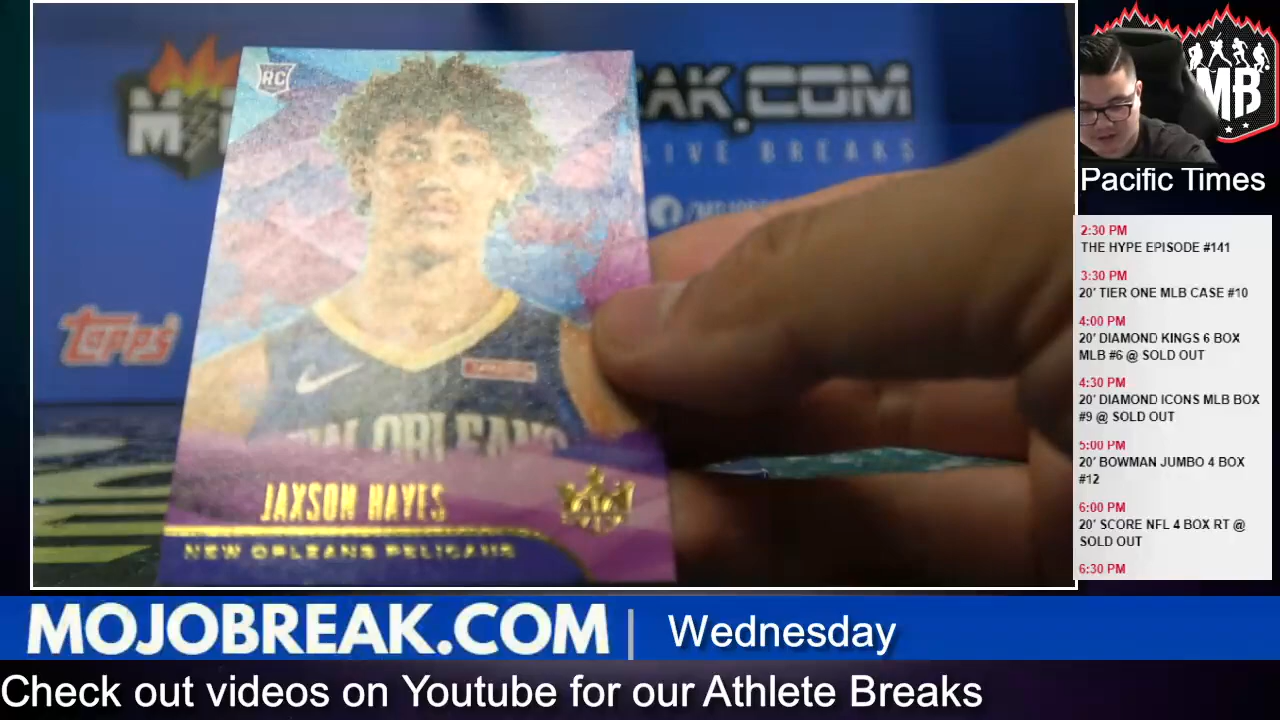 RC
JAXSON HAYES
NEW ORLEANS PELICANS
NEW ORLEANS
BREAK.COM
LIVE BREAKS
Topps
MB
Pacific Times
2:30 PM
THE HYPE EPISODE #141
3:30 PM
20' TIER ONE MLB CASE #10
4:00 PM
20' DIAMOND KINGS 6 BOX
MLB #6 @ SOLD OUT
4:30 PM
20' DIAMOND ICONS MLB BOX
#9 @ SOLD OUT
5:00 PM
20' BOWMAN JUMBO 4 BOX
#12
6:00 PM
20' SCORE NFL 4 BOX RT @
SOLD OUT
6:30 PM
MOJOBREAK.COM | Wednesday
Check out videos on Youtube for our Athlete Breaks